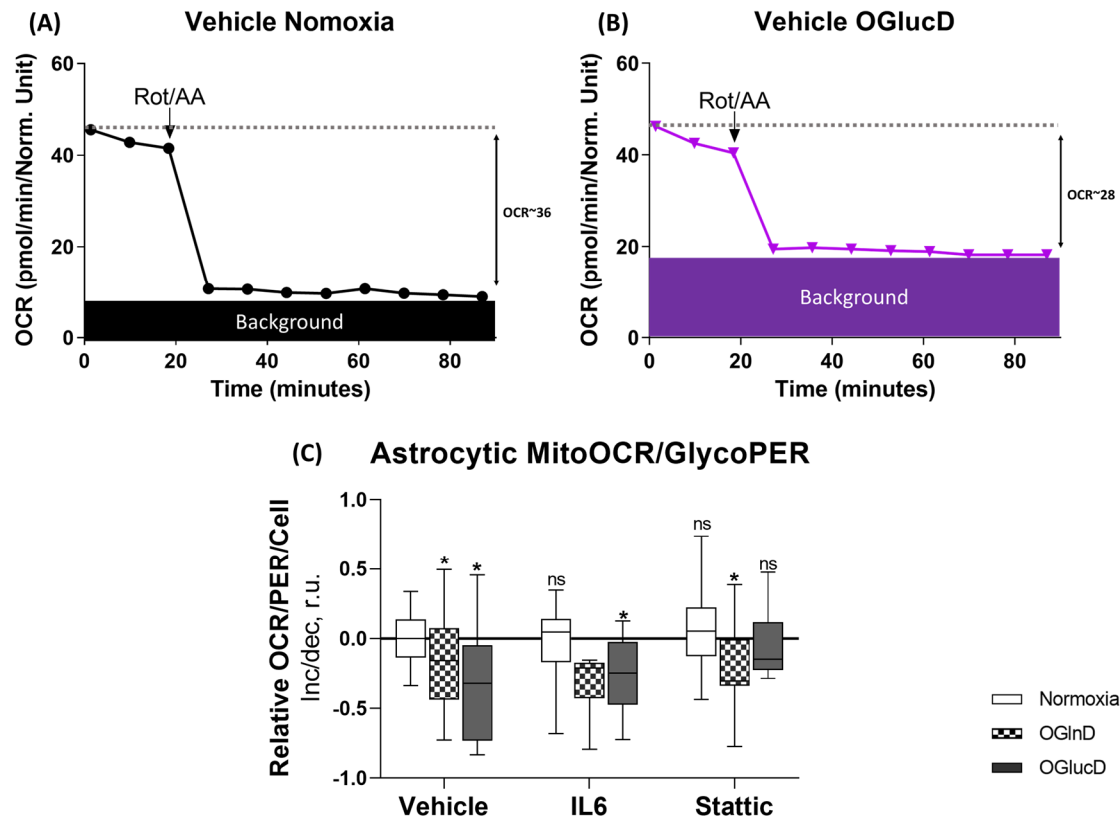 (A) Vehicle Nomoxia
OCR (pmol/min/Norm. Unit)
60
40
20
0
Rot/AA
OCR~36
Background
0 20 40 60 80
Time (minutes)
(B) Vehicle OGlucD
OCR (pmol/min/Norm. Unit)
60
40
20
0
Rot/AA
OCR~28
Background
0 20 40 60 80
Time (minutes)
(C) Astrocytic MitoOCR/GlycoPER
Relative OCR/PER/Cell
Inc/dec, r.u.
1.0
0.5
0.0
-0.5
-1.0
* *
ns *
ns * ns
Vehicle IL6 Stattic
Normoxia
OGlnD
OGlucD